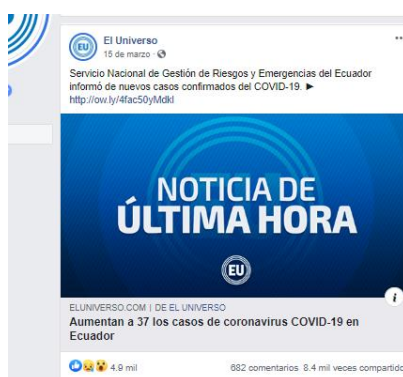 EU
El Universo
15 de marzo ·
Servicio Nacional de Gestión de Riesgos y Emergencias del Ecuador
informó de nuevos casos confirmados del COVID-19. ►
http://ow.ly/4fac50yMdkl
NOTICIA DE
ÚLTIMA HORA
EU
i
ELUNIVERSO.COM | DE EL UNIVERSO
Aumentan a 37 los casos de coronavirus COVID-19 en
Ecuador
4.9 mil
682 comentarios 8.4 mil veces compartido